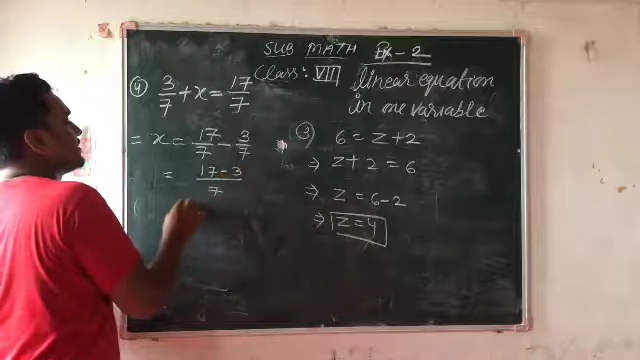 SUB MATH Ex-2
Class: VII
linear equation
in one variable
(4) 3/7 + x = 17/7
= x = 17/7 - 3/7
= 17-3/7
(3) 6 = z+2
⇒ z+2 = 6
⇒ z = 6-2
⇒ z=4